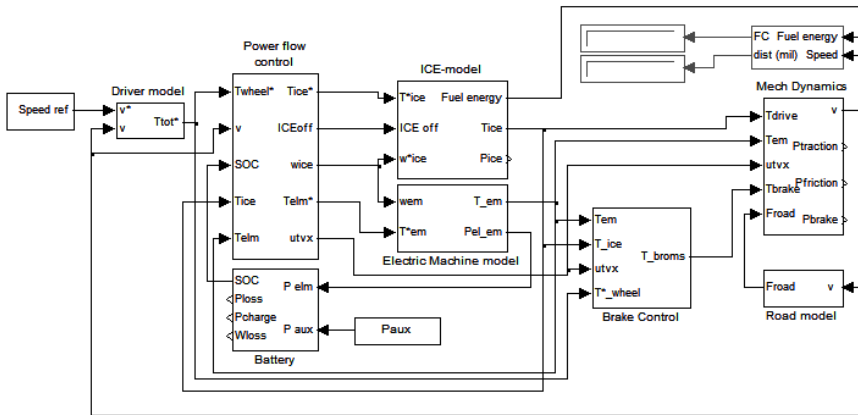 FC Fuel energy
dist (mil) Speed
Power flow
control
ICE-model
Driver model
Mech Dynamics
Speed ref
v*
v
Ttot*
Twheel* Tice*
v ICEoff
SOC wice
Tice Telm*
Telm utvx
T*ice Fuel energy
ICE off Tice
w*ice Pice
wem T_em
T*em Pel_em
Electric Machine model
Tdrive v
Tem Ptraction
utvx
Tbrake Pfriction
Froad Pbrake
Tem
T_ice
utvx T_broms
T*_wheel
Brake Control
SOC P elm
Ploss
Pcharge
Wloss P aux
Battery
Paux
Froad v
Road model